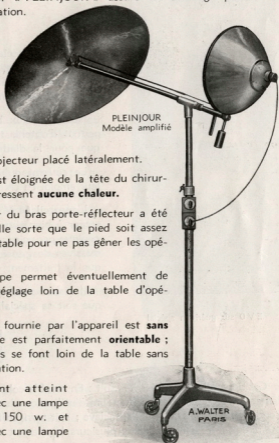 ation.
PLEINJOUR
Modèle amplifié
ojecteur placé latéralement.
st éloignée de la tête du chirur-
ressent aucune chaleur.
r du bras porte-réflecteur a été
lle sorte que le pied soit assez
table pour ne pas gêner les opé-
pe permet éventuellement de
réglage loin de la table d'opé-
fournie par l'appareil est sans
e est parfaitement orientable ;
s se font loin de la table sans
ation.
nt atteint
ec une lampe
150 w. et
ec une lampe
A.WALTER
PARIS